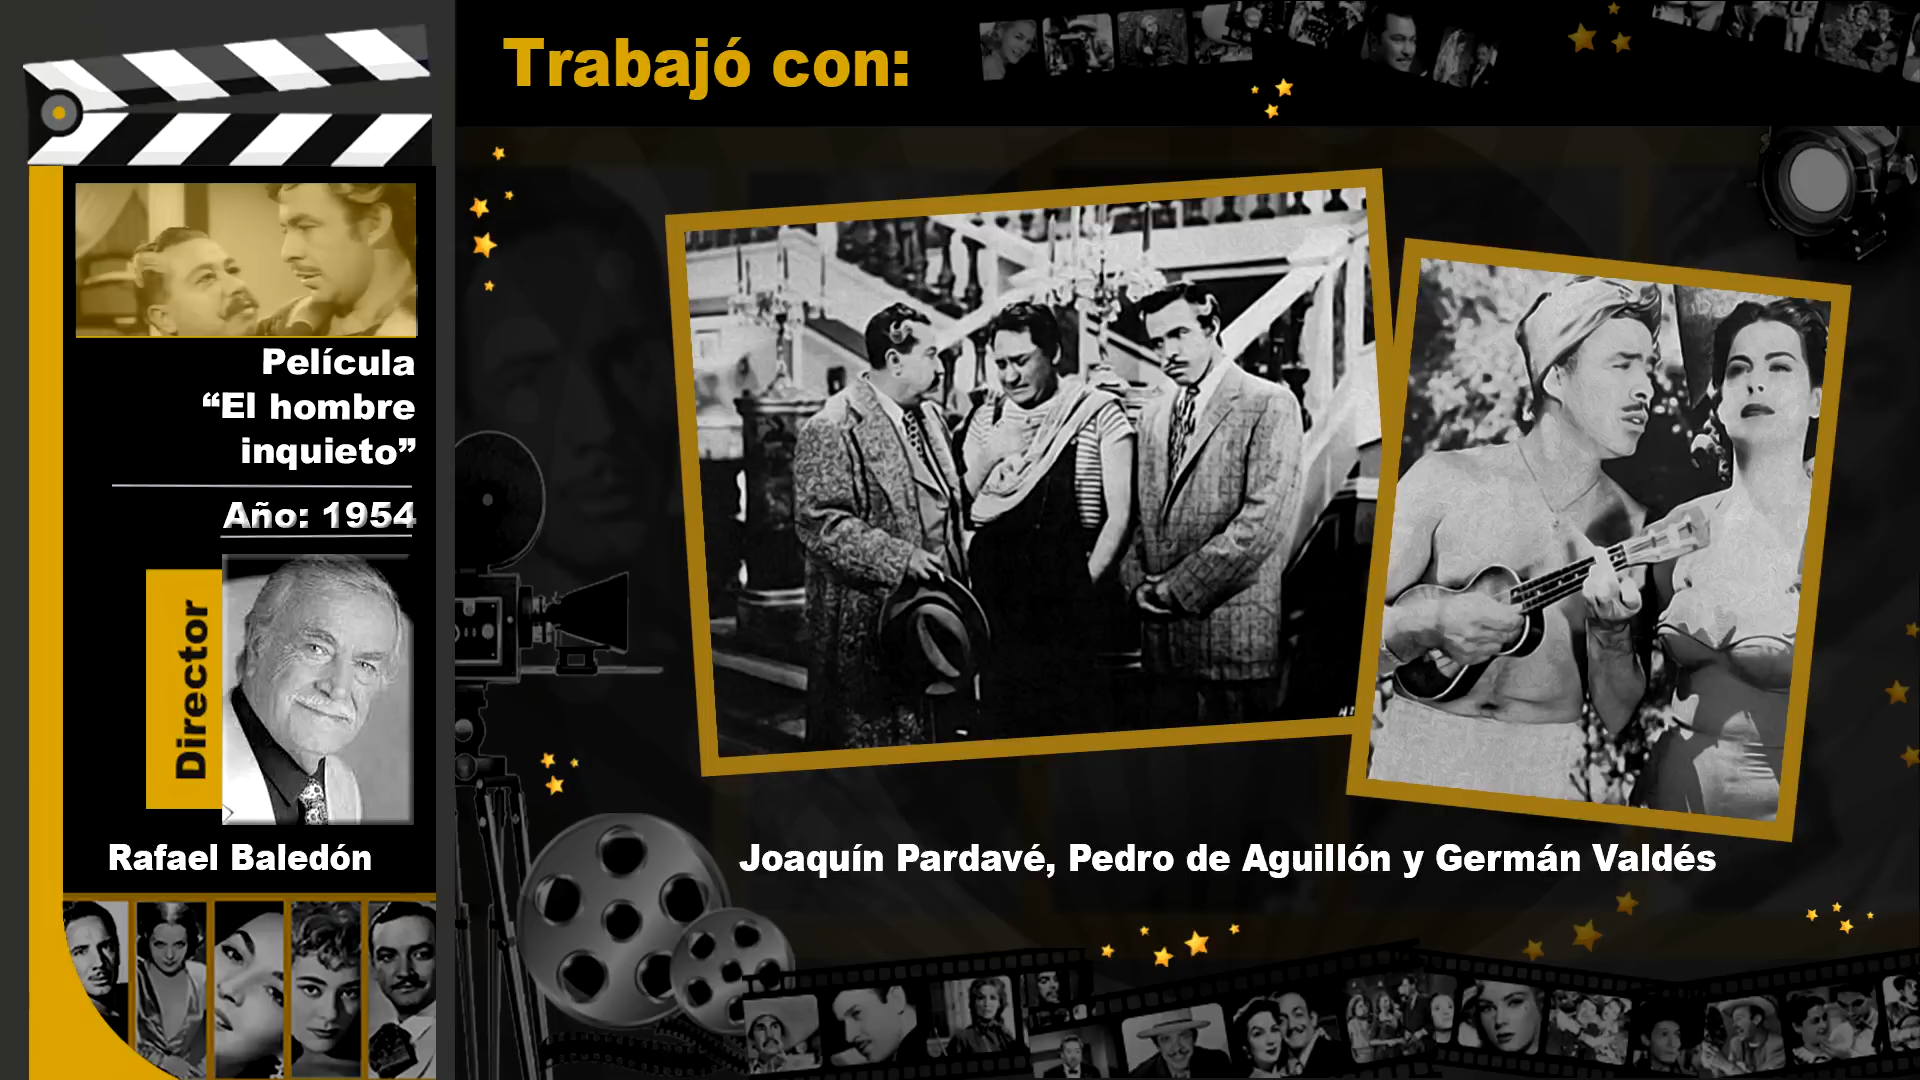 Trabajó con:
Película
“El hombre
inquieto”
Año: 1954
Director
Rafael Baledón
Joaquín Pardavé, Pedro de Aguillón y Germán Valdés